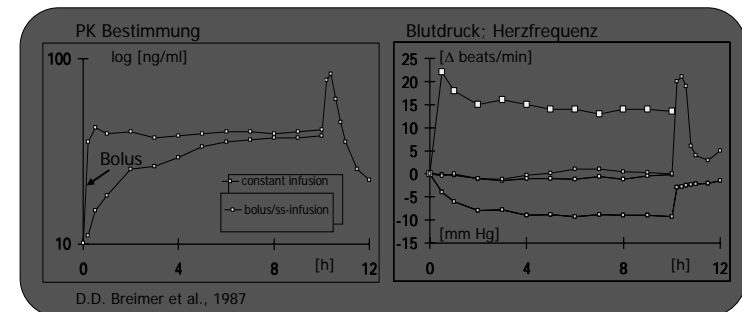 PK Bestimmung
100
log [ng/ml]
Bolus
constant infusion
bolus/ss-infusion
10
0
4
8
[h]
12
D.D. Breimer et al., 1987
Blutdruck; Herzfrequenz
[Δ beats/min]
25
20
15
10
5
0
-5
-10
-15
[mm Hg]
0
4
8
[h]
12